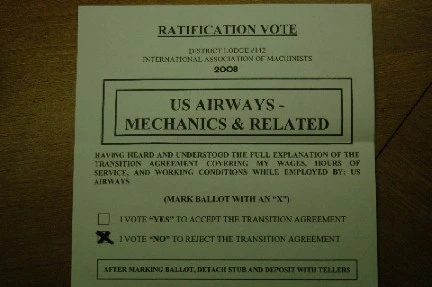 RATIFICATION VOTE
DISTRICT LODGE #142
INTERNATIONAL ASSOCIATION OF MACHINISTS
2008
US AIRWAYS -
MECHANICS & RELATED
HAVING HEARD AND UNDERSTOOD THE FULL EXPLANATION OF THE
TRANSITION AGREEMENT COVERING MY WAGES, HOURS OF
SERVICE, AND WORKING CONDITIONS WHILE EMPLOYED BY: US
AIRWAYS
(MARK BALLOT WITH AN "X")
I VOTE "YES" TO ACCEPT THE TRANSITION AGREEMENT
X I VOTE "NO" TO REJECT THE TRANSITION AGREEMENT
AFTER MARKING BALLOT, DETACH STUB AND DEPOSIT WITH TELLERS